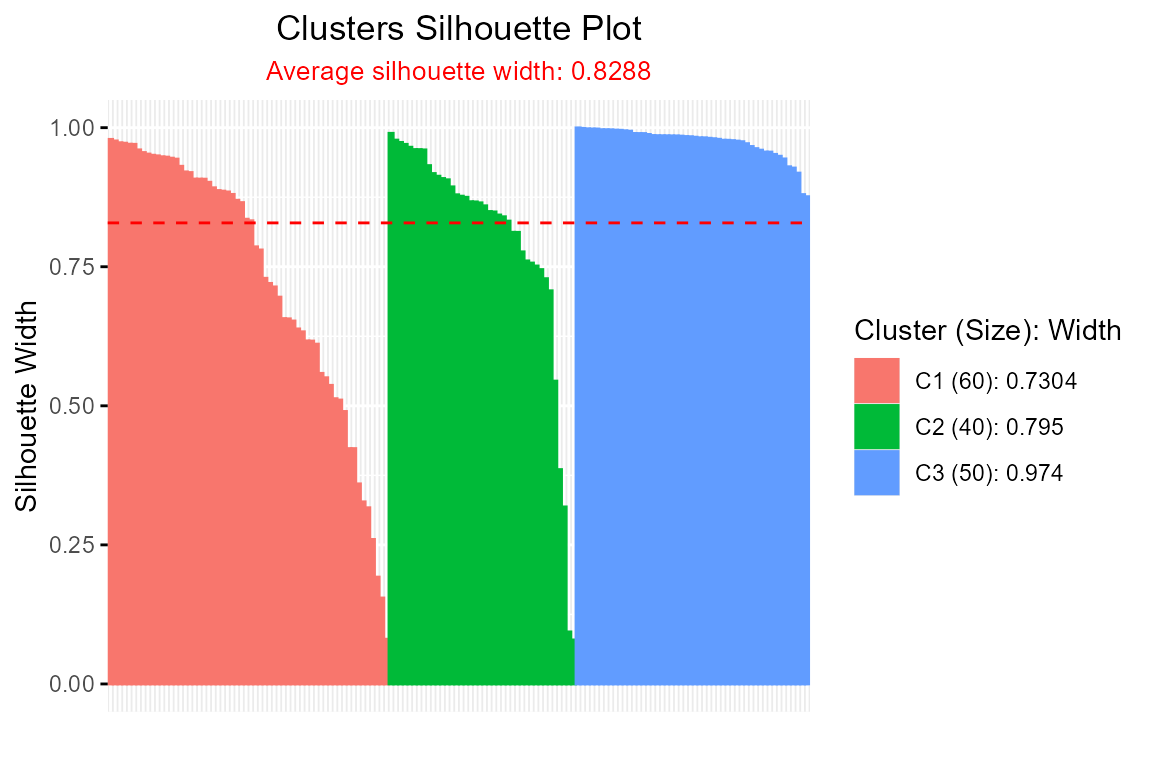 Clusters Silhouette Plot
Average silhouette width: 0.8288
1.00
0.75
0.50
0.25
0.00
Silhouette Width
Cluster (Size): Width
C1 (60): 0.7304
C2 (40): 0.795
C3 (50): 0.974